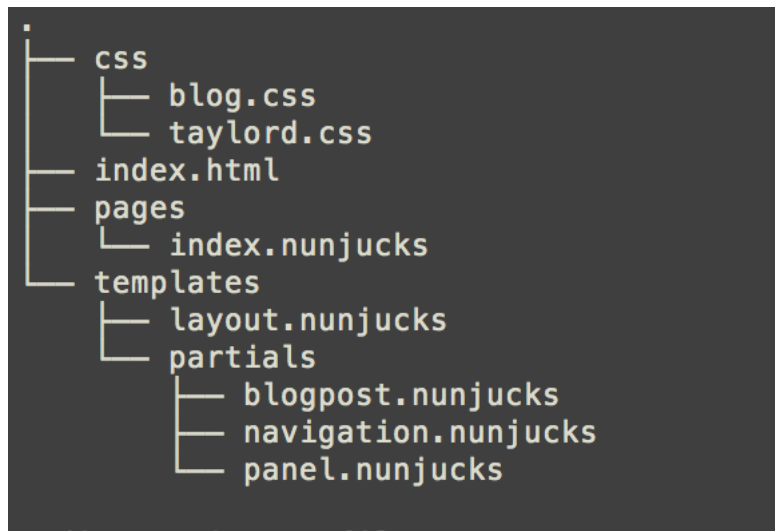 .
├── css
│   ├── blog.css
│   └── taylord.css
├── index.html
├── pages
│   └── index.nunjucks
└── templates
    ├── layout.nunjucks
    └── partials
        ├── blogpost.nunjucks
        ├── navigation.nunjucks
        └── panel.nunjucks